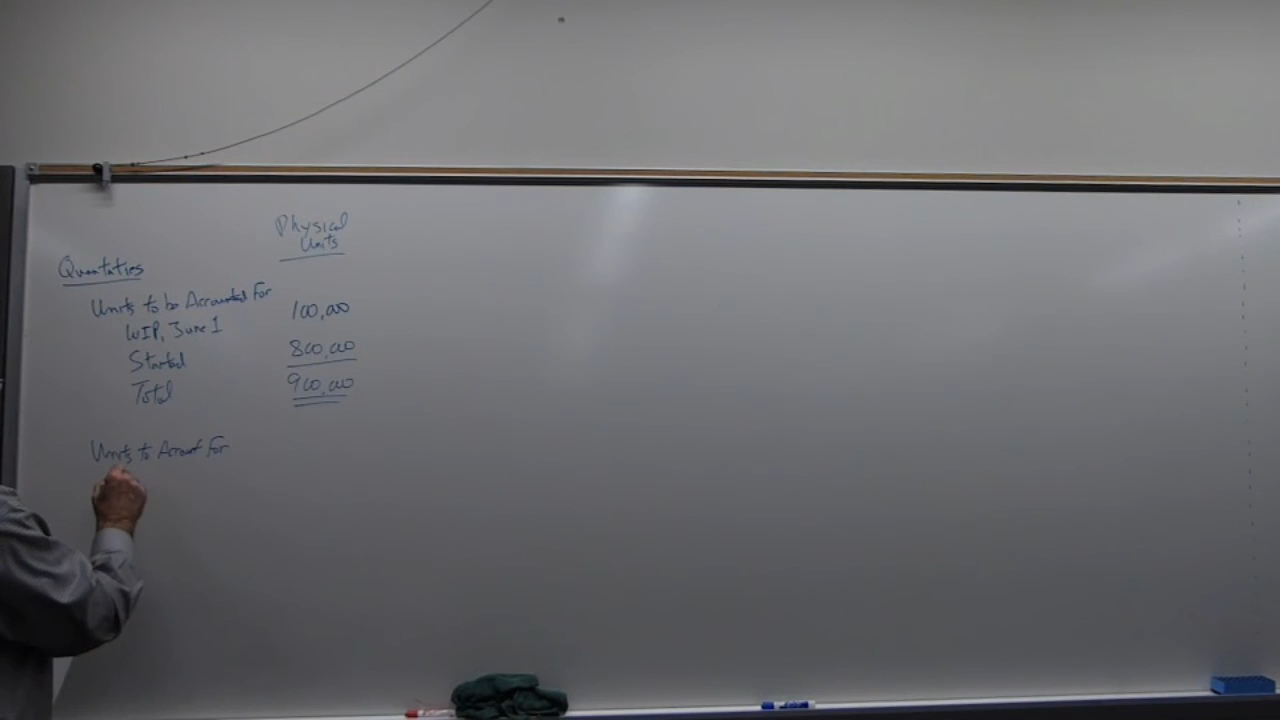 Physical
Units
Quantaties
Units to be Accounted For 100,000
WIP, June 1
Started 800,000
Total 900,000
Units to Account For